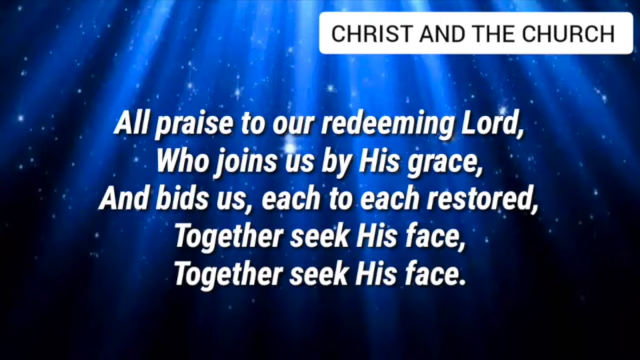 CHRIST AND THE CHURCH
All praise to our redeeming Lord,
Who joins us by His grace,
And bids us, each to each restored,
Together seek His face,
Together seek His face.